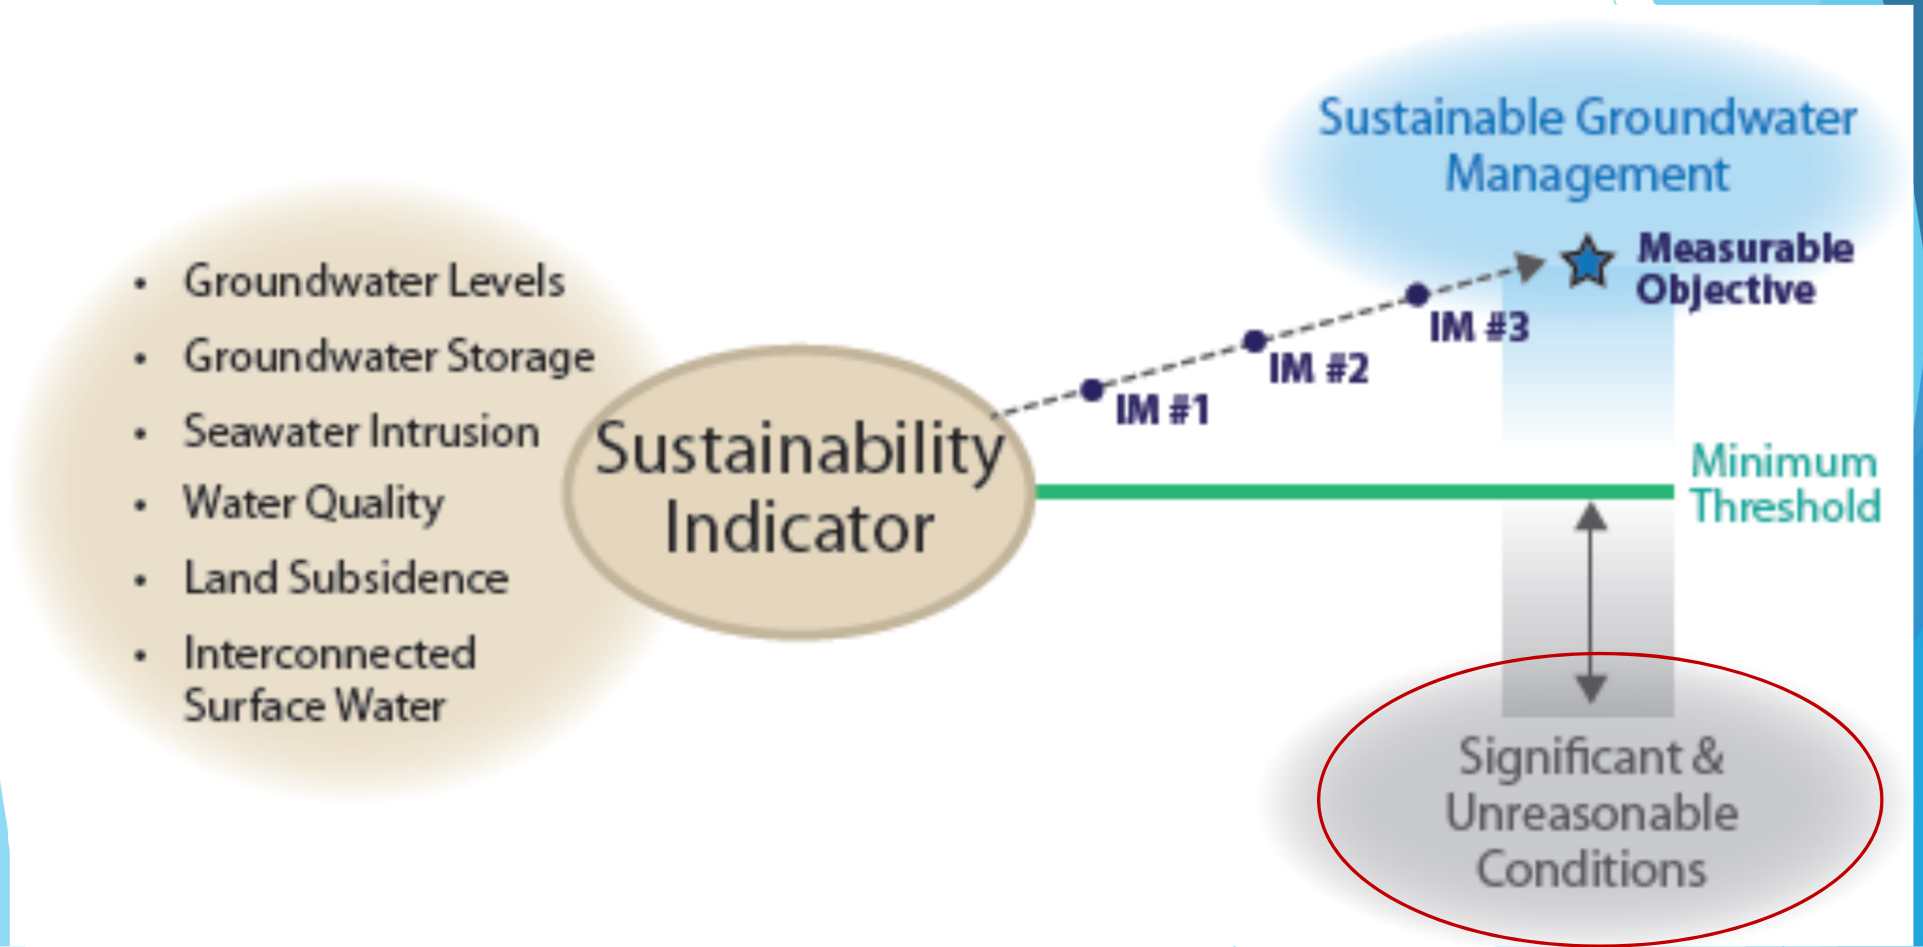 • Groundwater Levels
• Groundwater Storage
• Seawater Intrusion
• Water Quality
• Land Subsidence
• Interconnected
Surface Water
Sustainability
Indicator
IM #1
IM #2
IM #3
Sustainable Groundwater
Management
Measurable
Objective
Minimum
Threshold
Significant &
Unreasonable
Conditions